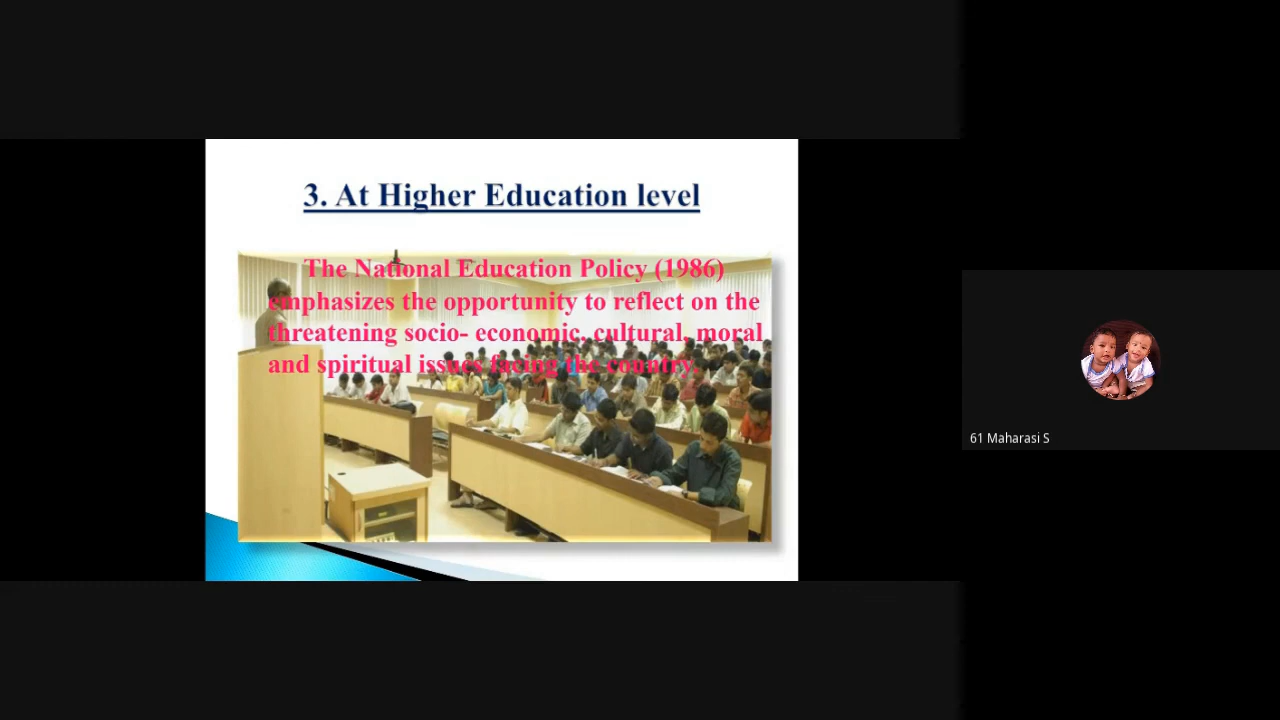 3. At Higher Education level
The National Education Policy (1986)
emphasizes the opportunity to reflect on the
threatening socio- economic, cultural, moral
and spiritual issues facing the country.
61 Maharasi S